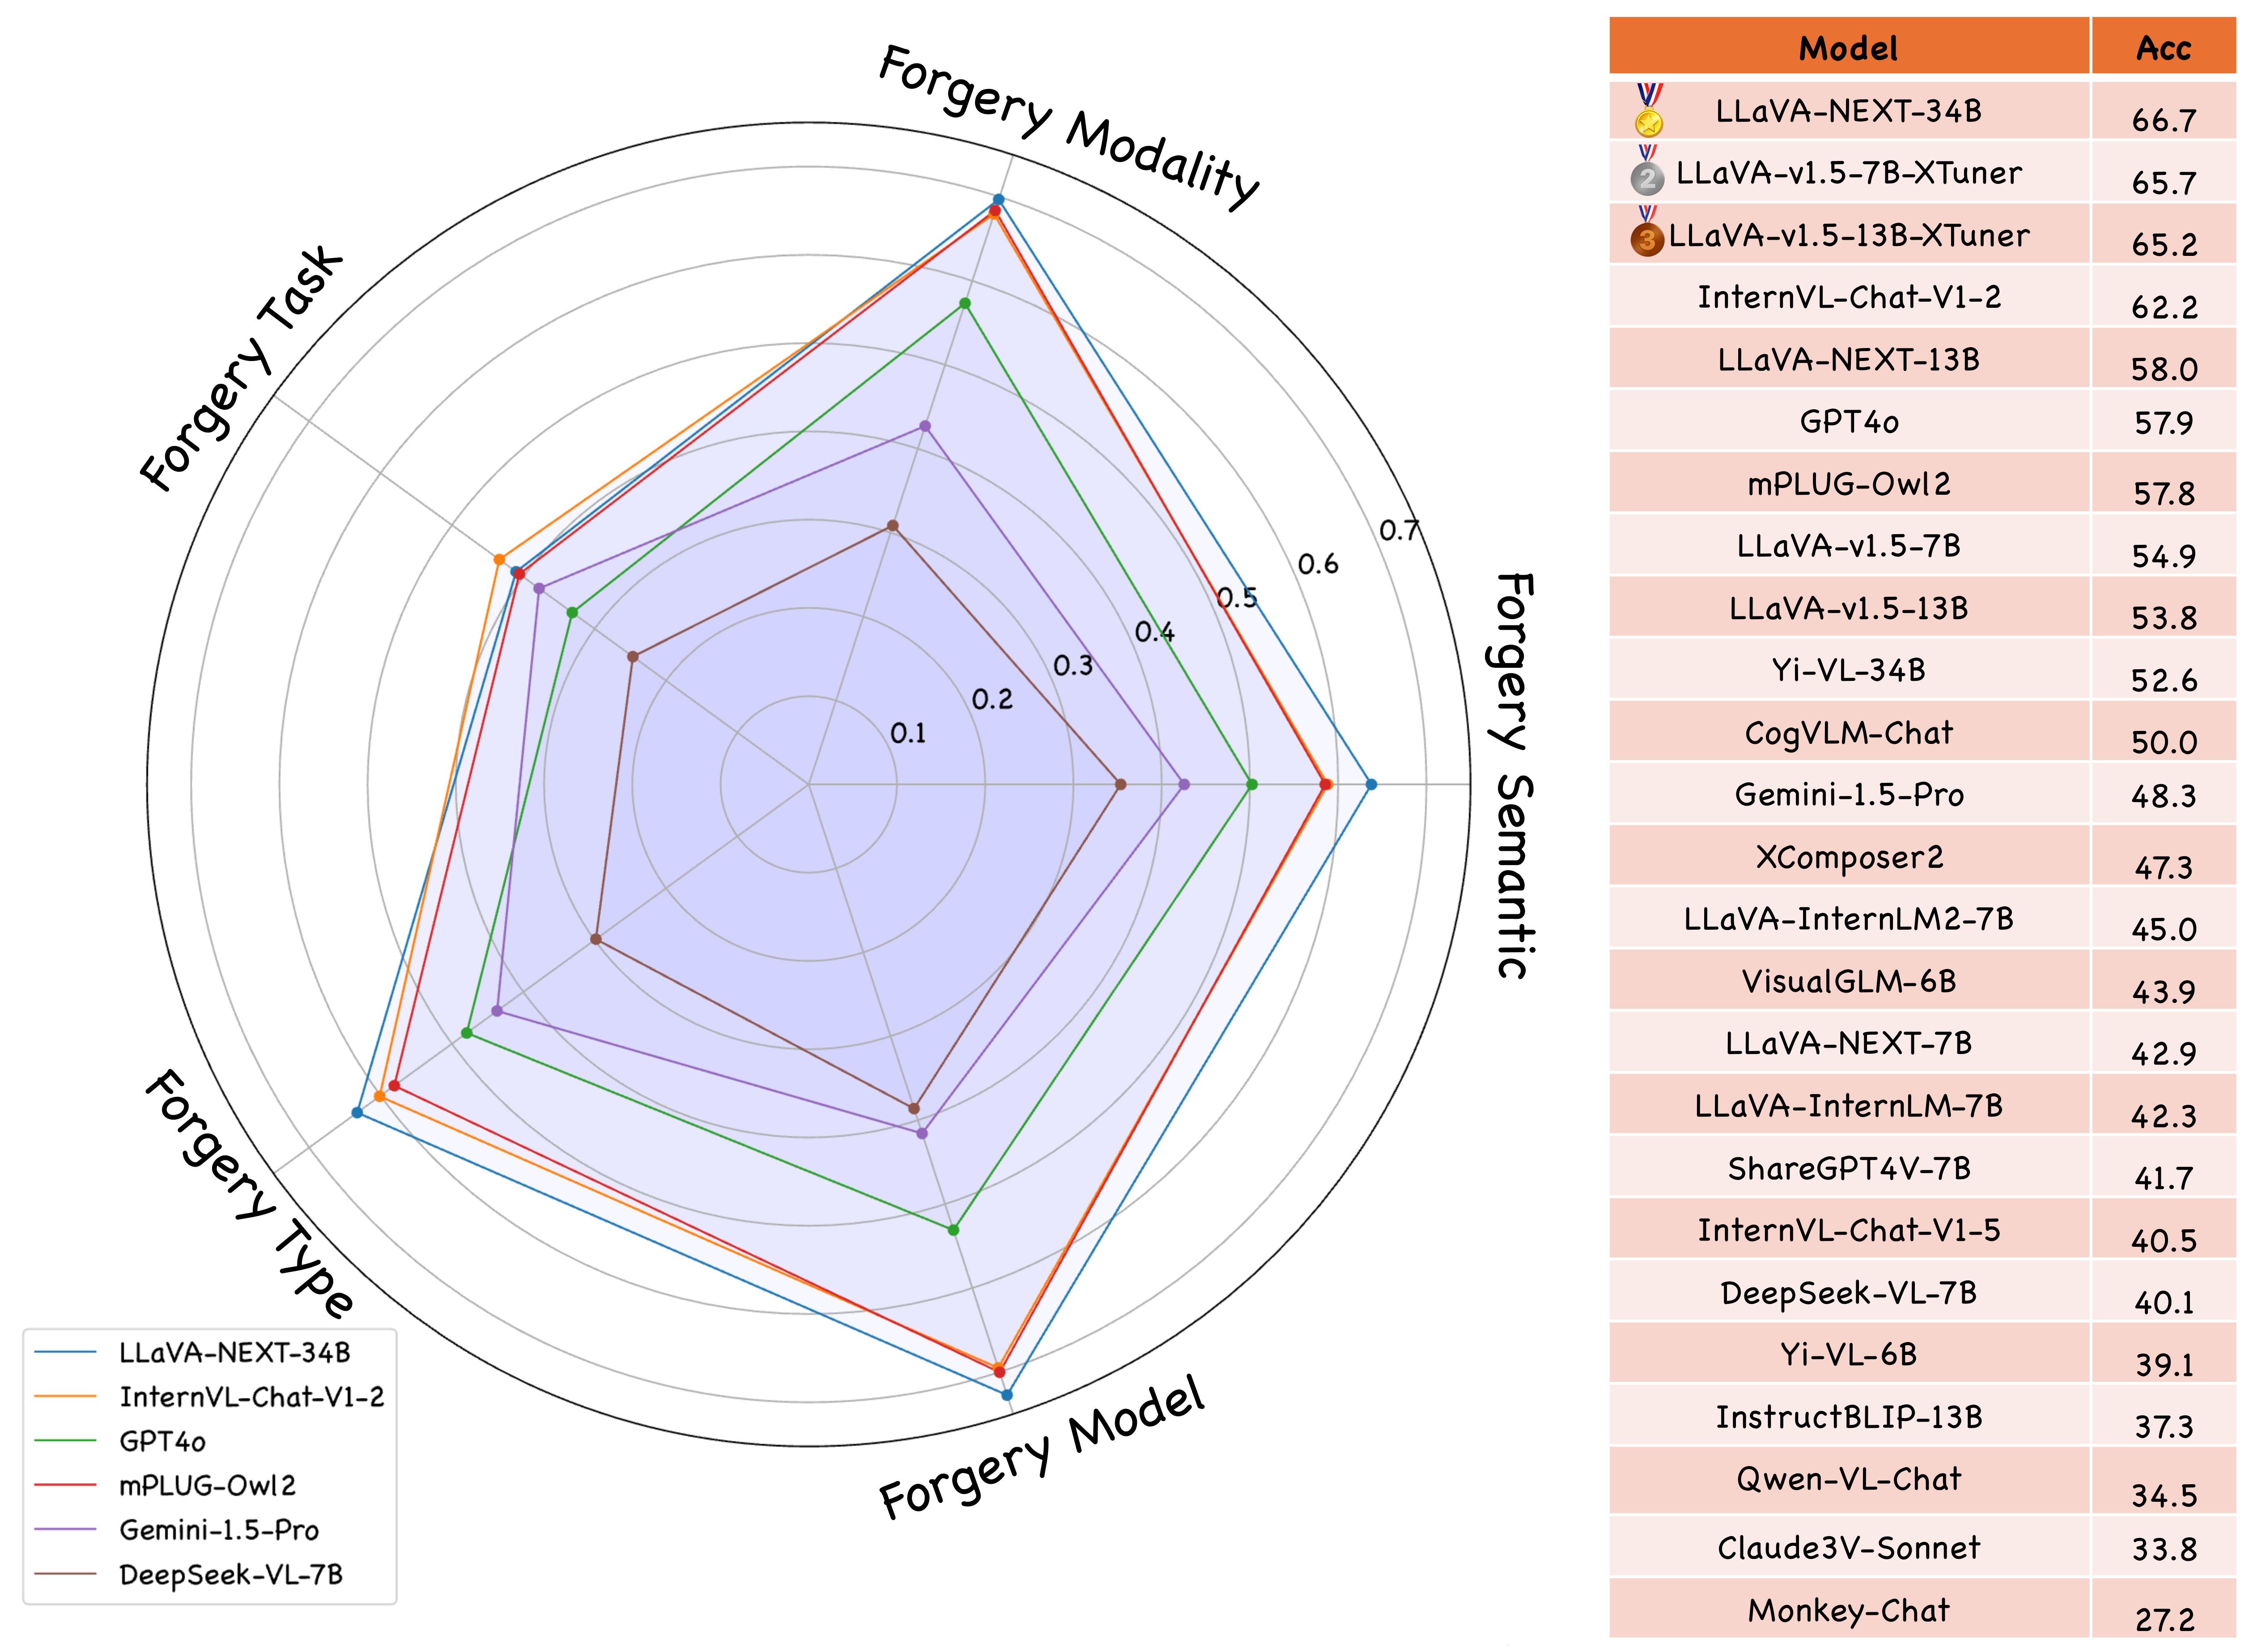 Forgery Modality
Forgery Task
Forgery Semantic
Forgery Type
Forgery Model
0.1
0.2
0.3
0.4
0.5
0.6
0.7
LLaVA-NEXT-34B
InternVL-Chat-V1-2
GPT4o
mPLUG-Owl2
Gemini-1.5-Pro
DeepSeek-VL-7B
Model Acc
LLaVA-NEXT-34B 66.7
2 LLaVA-v1.5-7B-XTuner 65.7
3 LLaVA-v1.5-13B-XTuner 65.2
InternVL-Chat-V1-2 62.2
LLaVA-NEXT-13B 58.0
GPT4o 57.9
mPLUG-Owl2 57.8
LLaVA-v1.5-7B 54.9
LLaVA-v1.5-13B 53.8
Yi-VL-34B 52.6
CogVLM-Chat 50.0
Gemini-1.5-Pro 48.3
XComposer2 47.3
LLaVA-InternLM2-7B 45.0
VisualGLM-6B 43.9
LLaVA-NEXT-7B 42.9
LLaVA-InternLM-7B 42.3
ShareGPT4V-7B 41.7
InternVL-Chat-V1-5 40.5
DeepSeek-VL-7B 40.1
Yi-VL-6B 39.1
InstructBLIP-13B 37.3
Qwen-VL-Chat 34.5
Claude3V-Sonnet 33.8
Monkey-Chat 27.2